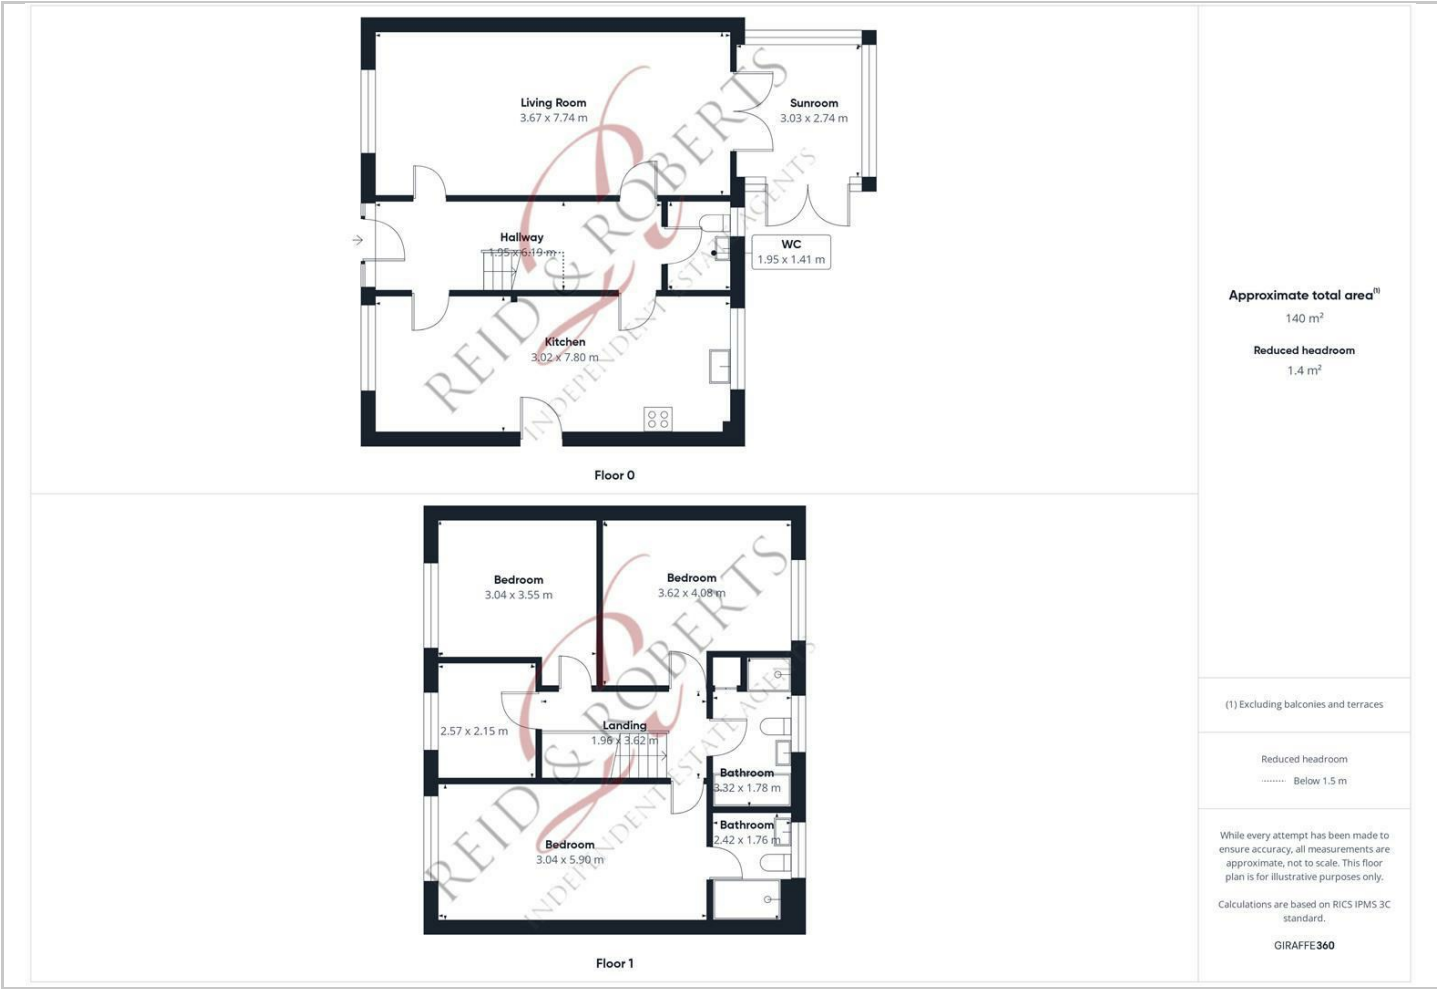 Living Room
3.67 x 7.74 m
Sunroom
3.03 x 2.74 m
Hallway
1.95 x 6.19 m
WC
1.95 x 1.41 m
Kitchen
3.02 x 7.80 m
Floor 0
REID & ROBERTS
INDEPENDENT ESTATE AGENTS
Bedroom
3.04 x 3.55 m
Bedroom
3.62 x 4.08 m
2.57 x 2.15 m
Landing
1.96 x 3.62 m
Bathroom
3.32 x 1.78 m
Bathroom
2.42 x 1.76 m
Bedroom
3.04 x 5.90 m
Floor 1
REID & ROBERTS
INDEPENDENT ESTATE AGENTS
Approximate total area(1)
140 m²
Reduced headroom
1.4 m²
(1) Excluding balconies and terraces
Reduced headroom
Below 1.5 m
While every attempt has been made to
ensure accuracy, all measurements are
approximate, not to scale. This floor
plan is for illustrative purposes only.
Calculations are based on RICS IPMS 3C
standard.
GIRAFFE360